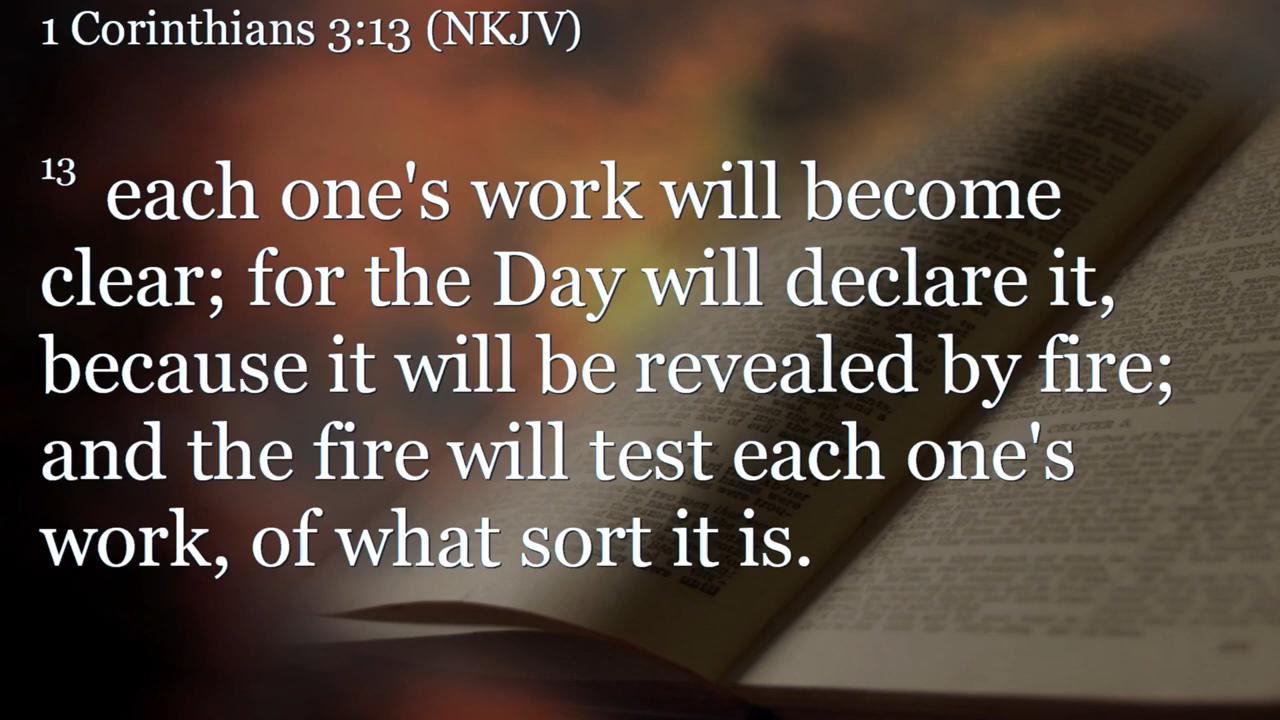 1 Corinthians 3:13 (NKJV)
13 each one's work will become
clear; for the Day will declare it,
because it will be revealed by fire;
and the fire will test each one's
work, of what sort it is.
CHAPTER